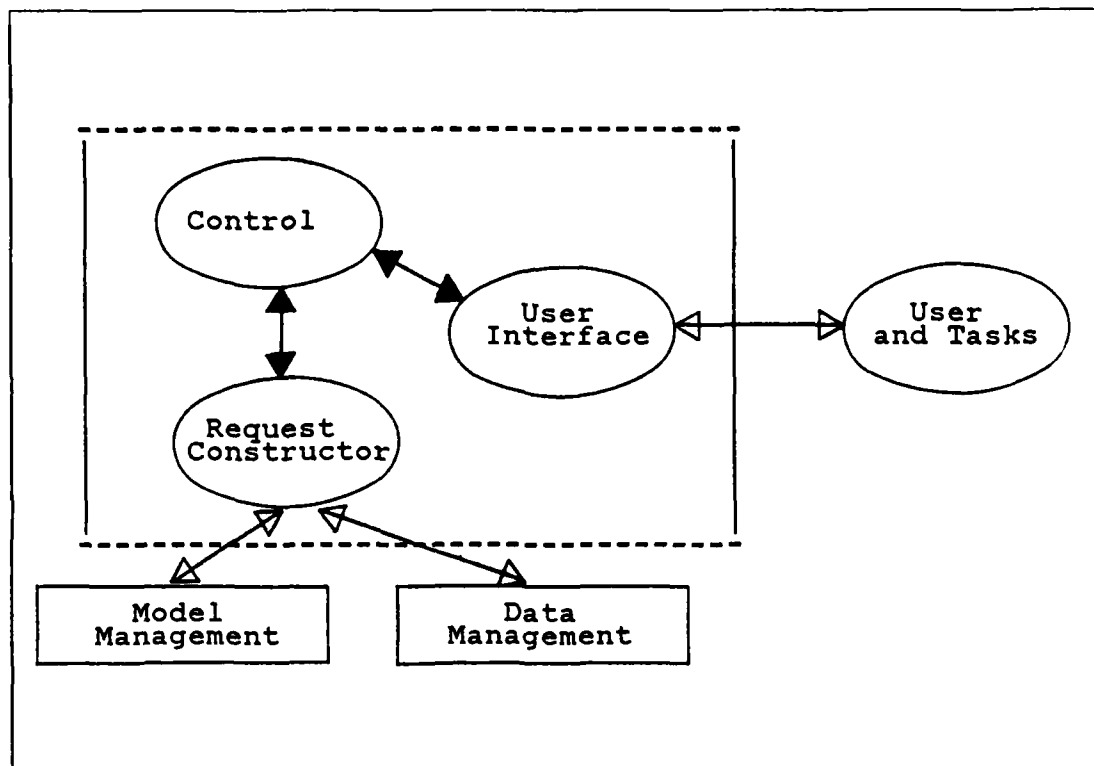 Control
User
Interface
User
and Tasks
Request
Constructor
Model
Management
Data
Management